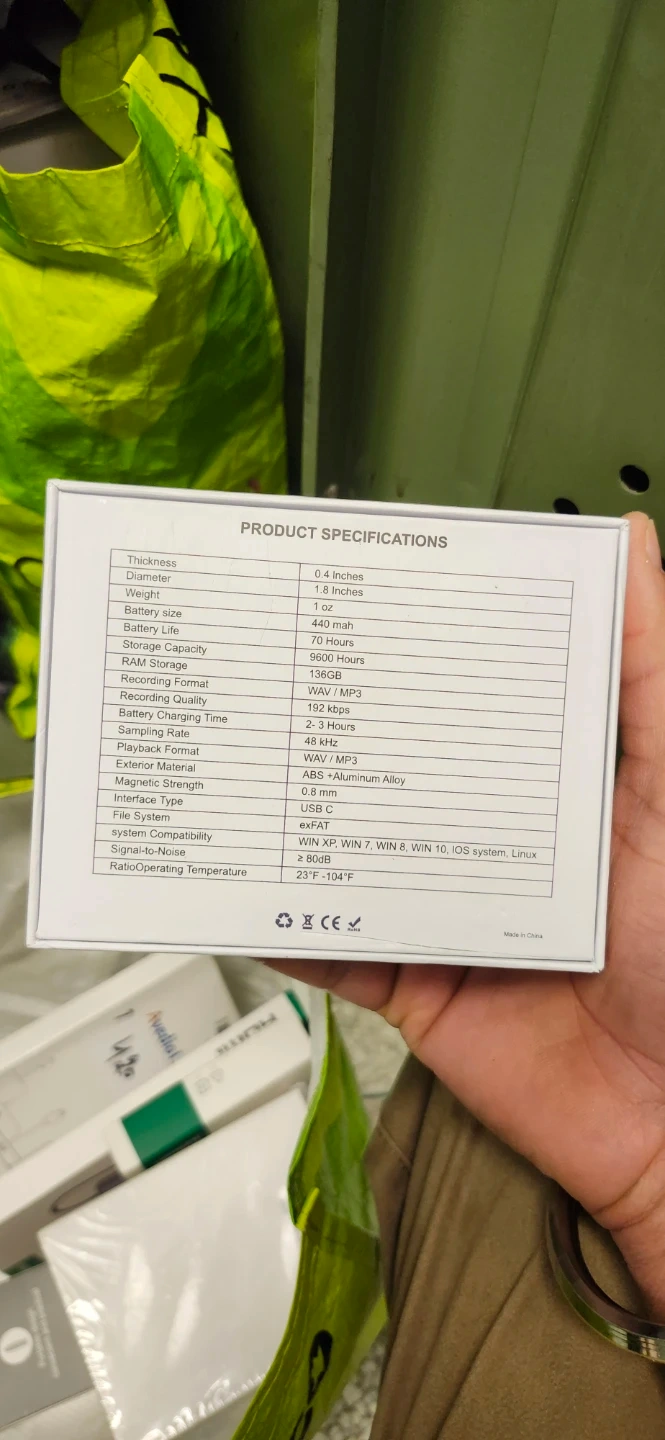 PRODUCT SPECIFICATIONS
Thickness 0.4 Inches
Diameter 1.8 Inches
Weight 1 oz
Battery size 440 mah
Battery Life 70 Hours
Storage Capacity 9600 Hours
RAM Storage 136GB
Recording Format WAV / MP3
Recording Quality 192 kbps
Battery Charging Time 2- 3 Hours
Sampling Rate 48 kHz
Playback Format WAV / MP3
Exterior Material ABS +Aluminum Alloy
Magnetic Strength 0.8 mm
Interface Type USB C
File System exFAT
system Compatibility WIN XP, WIN 7, WIN 8, WIN 10, IOS system, Linux
Signal-to-Noise ≥ 80dB
RatioOperating Temperature 23°F -104°F
CE
RoHS
Made in China